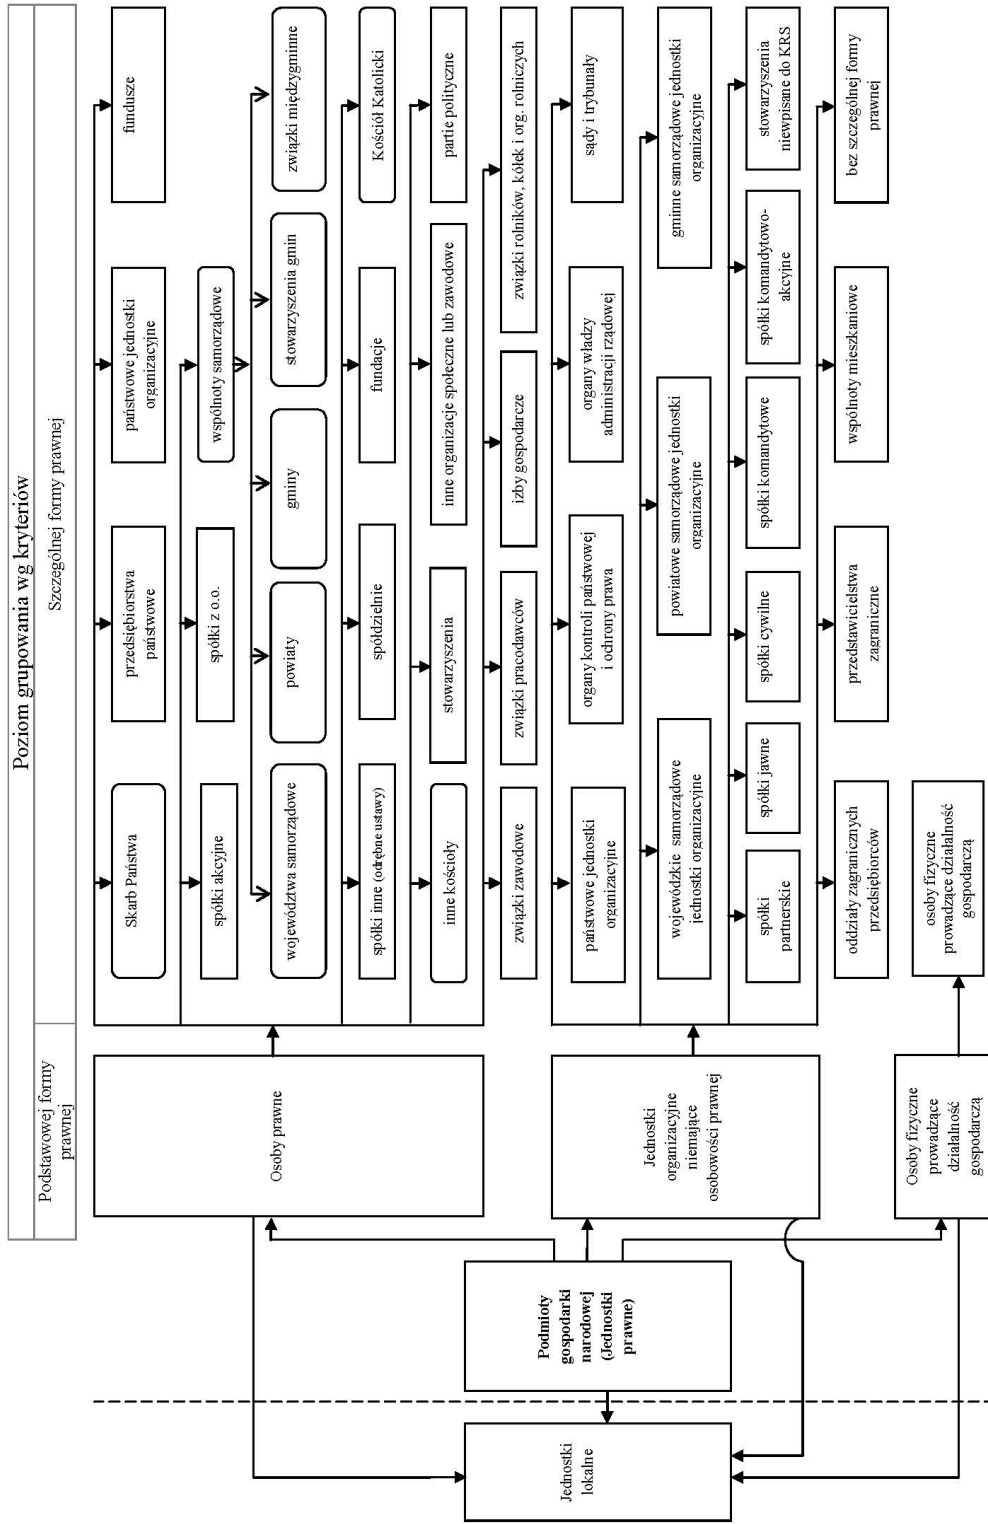 Poziom grupowania wg kryteriów
Podstawowej formy
prawnej
Szczególnej formy prawnej
Jednostki
lokalne
Podmioty
gospodarki
narodowej
(Jednostki
prawne)
Osoby prawne
Skarb Państwa
przedsiębiorstwa
państwowe
państwowe jednostki
organizacyjne
fundusze
spółki akcyjne
spółki z o.o.
wspólnoty samorządowe
województwa samorządowe
powiaty
gminy
stowarzyszenia gmin
związki międzygminne
spółki inne (odrębne ustawy)
spółdzielnie
fundacje
Kościół Katolicki
inne kościoły
stowarzyszenia
inne organizacje społeczne lub zawodowe
partie polityczne
związki zawodowe
związki pracodawców
izby gospodarcze
związki rolników, kółek i org. rolniczych
Jednostki
organizacyjne
niemające
osobowości prawnej
państwowe jednostki
organizacyjne
organy kontroli państwowej
i ochrony prawa
organy władzy
administracji rządowej
sądy i trybunały
wojewódzkie samorządowe
jednostki organizacyjne
powiatowe samorządowe jednostki
organizacyjne
gminne samorządowe jednostki
organizacyjne
spółki
partnerskie
spółki jawne
spółki cywilne
spółki komandytowe
spółki komandytowo-
akcyjne
stowarzyszenia
niewpisane do KRS
oddziały zagranicznych
przedsiębiorców
przedstawicielstwa
zagraniczne
wspólnoty mieszkaniowe
bez szczególnej formy
prawnej
Osoby fizyczne
prowadzące
działalność
gospodarczą
osoby fizyczne
prowadzące działalność
gospodarczą